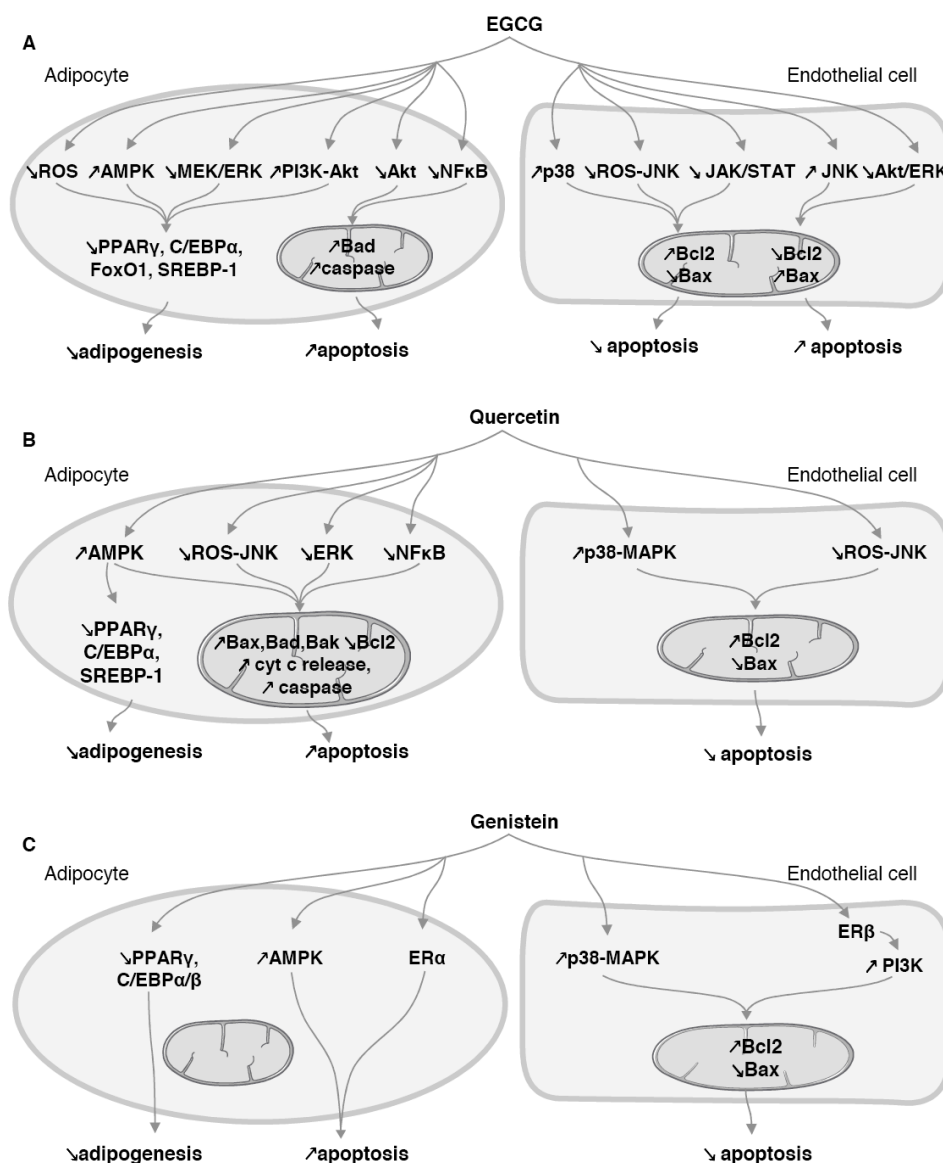 EGCG
A
Adipocyte
Endothelial cell
↘ROS ↗AMPK ↘MEK/ERK ↗PI3K-Akt ↘Akt ↘NFκB
↗p38 ↘ROS-JNK ↘ JAK/STAT ↗ JNK ↘Akt/ERK
↘PPARγ, C/EBPα,
FoxO1, SREBP-1
↗Bad
↗caspase
↗Bcl2
↘Bax
↘Bcl2
↗Bax
↘adipogenesis
↗apoptosis
↘ apoptosis
↗ apoptosis
Quercetin
B
Adipocyte
Endothelial cell
↗AMPK ↘ROS-JNK ↘ERK ↘NFκB
↗p38-MAPK ↘ROS-JNK
↘PPARγ,
C/EBPα,
SREBP-1
↗Bax,Bad,Bak ↘Bcl2
↗ cyt c release,
↗ caspase
↗Bcl2
↘Bax
↘adipogenesis
↗apoptosis
↘ apoptosis
Genistein
C
Adipocyte
Endothelial cell
↘PPARγ,
C/EBPα/β
↗AMPK
ERα
↗p38-MAPK
ERβ
↗ PI3K
↗Bcl2
↘Bax
↘adipogenesis
↗apoptosis
↘ apoptosis